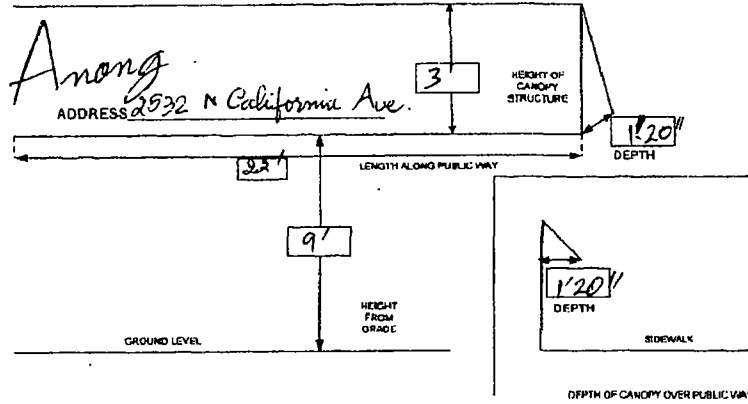 Anong
ADDRESS 2532 N California Ave.
3'
HEIGHT OF
CANOPY
STRUCTURE
1'20"
DEPTH
22'
LENGTH ALONG PUBLIC WAY
9'
HEIGHT
FROM
GRADE
GROUND LEVEL
1'20"
DEPTH
SIDEWALK
DEPTH OF CANOPY OVER PUBLIC WAY